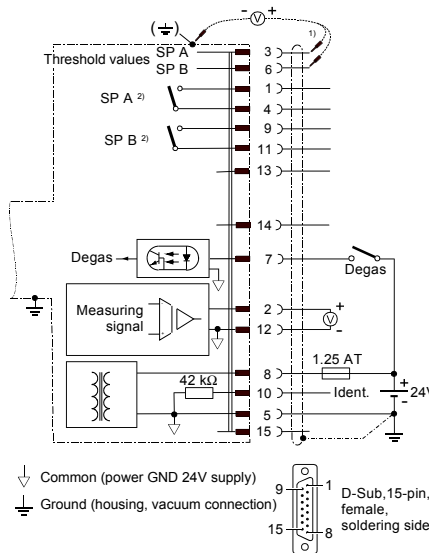 - V +
( )
1)
Threshold values
SP A
SP B
3
6
SP A 2)
1
4
SP B 2)
9
11
13
14
Degas
7
Degas
Measuring
signal
+
-
2
12
+
V
-
8
1.25 AT
42 kΩ
10
Ident.
+
-
24V
5
15
Common (power GND 24V supply)
Ground (housing, vacuum connection)
9
1
15
8
D-Sub,15-pin,
female,
soldering side